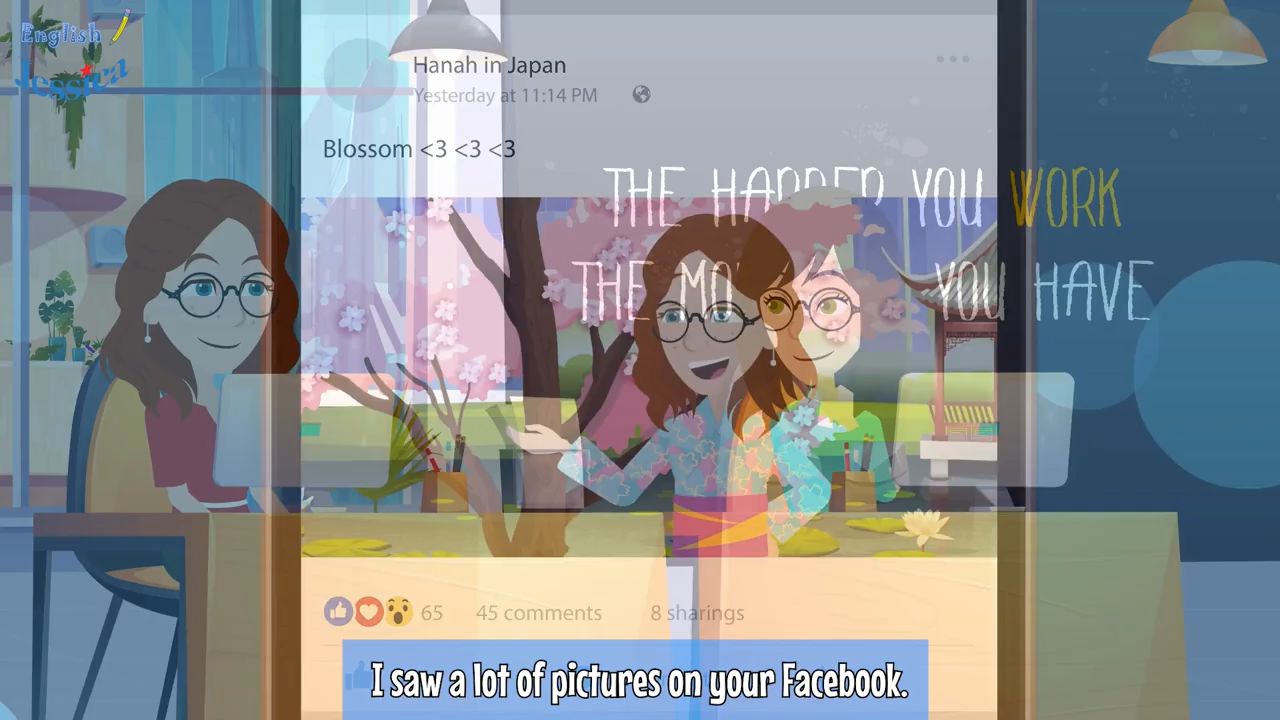 English
Jessica
Hanah in Japan
Yesterday at 11:14 PM
Blossom <3 <3 <3
THE HARDER YOU WORK
THE YOU HAVE
65 45 comments 8 sharings
I saw a lot of pictures on your Facebook.